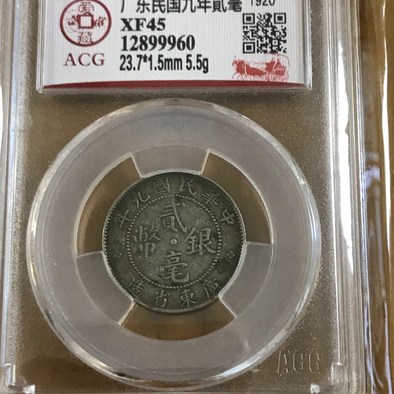 广东民国九年贰毫 1920
XF45
12899960
ACG
23.7*1.5mm 5.5g
年九國民華中
貳
銀幣
毫
造省東廣
ACG